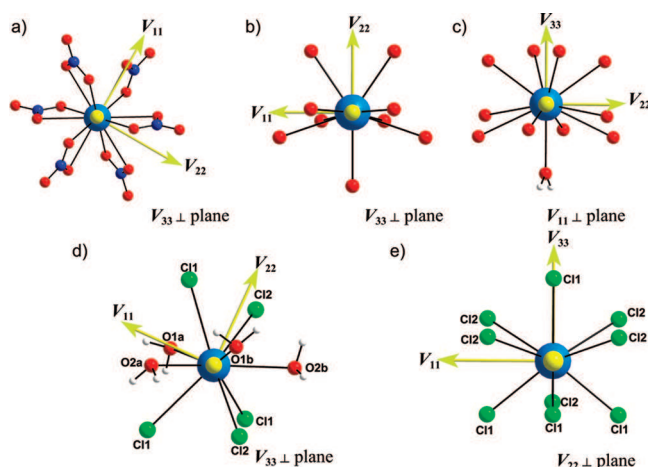 a)
V11
V22
V33 ⊥ plane
b)
V22
V11
V33 ⊥ plane
c)
V33
V22
V11 ⊥ plane
d)
Cl1
V22
Cl2
V11
O1a
O2a
O1b
O2b
Cl1
Cl1
Cl2
V33 ⊥ plane
e)
V33
Cl1
Cl2
Cl2
Cl2
Cl2
V11
Cl2
Cl1
Cl1
Cl1
V22 ⊥ plane